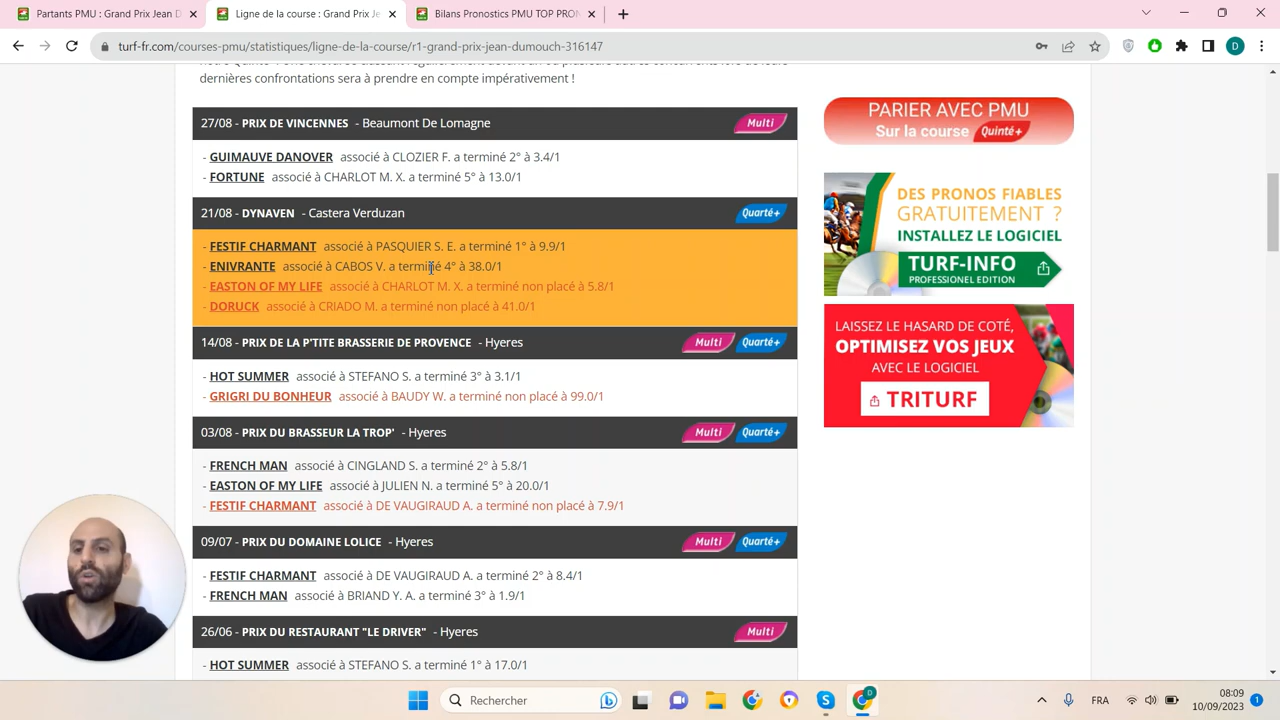 Partants PMU : Grand Prix Jean D
Ligne de la course : Grand Prix Je
Bilans Pronostics PMU TOP PRON
turf-fr.com/courses-pmu/statistiques/ligne-de-la-course/r1-grand-prix-jean-dumouch-316147
D
dernières confrontations sera à prendre en compte impérativement !
27/08 - PRIX DE VINCENNES - Beaumont De Lomagne
Multi
- GUIMAUVE DANOVER associé à CLOZIER F. a terminé 2° à 3.4/1
- FORTUNE associé à CHARLOT M. X. a terminé 5° à 13.0/1
21/08 - DYNAVEN - Castera Verduzan
Quarté+
- FESTIF CHARMANT associé à PASQUIER S. E. a terminé 1° à 9.9/1
- ENIVRANTE associé à CABOS V. a terminé 4° à 38.0/1
- EASTON OF MY LIFE associé à CHARLOT M. X. a terminé non placé à 5.8/1
- DORUCK associé à CRIADO M. a terminé non placé à 41.0/1
14/08 - PRIX DE LA P'TITE BRASSERIE DE PROVENCE - Hyeres
Multi Quarté+
- HOT SUMMER associé à STEFANO S. a terminé 3° à 3.1/1
- GRIGRI DU BONHEUR associé à BAUDY W. a terminé non placé à 99.0/1
03/08 - PRIX DU BRASSEUR LA TROP' - Hyeres
Multi Quarté+
- FRENCH MAN associé à CINGLAND S. a terminé 2° à 5.8/1
- EASTON OF MY LIFE associé à JULIEN N. a terminé 5° à 20.0/1
- FESTIF CHARMANT associé à DE VAUGIRAUD A. a terminé non placé à 7.9/1
09/07 - PRIX DU DOMAINE LOLICE - Hyeres
Multi Quarté+
- FESTIF CHARMANT associé à DE VAUGIRAUD A. a terminé 2° à 8.4/1
- FRENCH MAN associé à BRIAND Y. A. a terminé 3° à 1.9/1
26/06 - PRIX DU RESTAURANT "LE DRIVER" - Hyeres
Multi
- HOT SUMMER associé à STEFANO S. a terminé 1° à 17.0/1
PARIER AVEC PMU
Sur la course Quinté+
DES PRONOS FIABLES
GRATUITEMENT ?
INSTALLEZ LE LOGICIEL
TURF-INFO
PROFESSIONEL EDITION
LAISSEZ LE HASARD DE COTÉ,
OPTIMISEZ VOS JEUX
AVEC LE LOGICIEL
TRITURF
Rechercher
D
FRA
08:09
10/09/2023
1